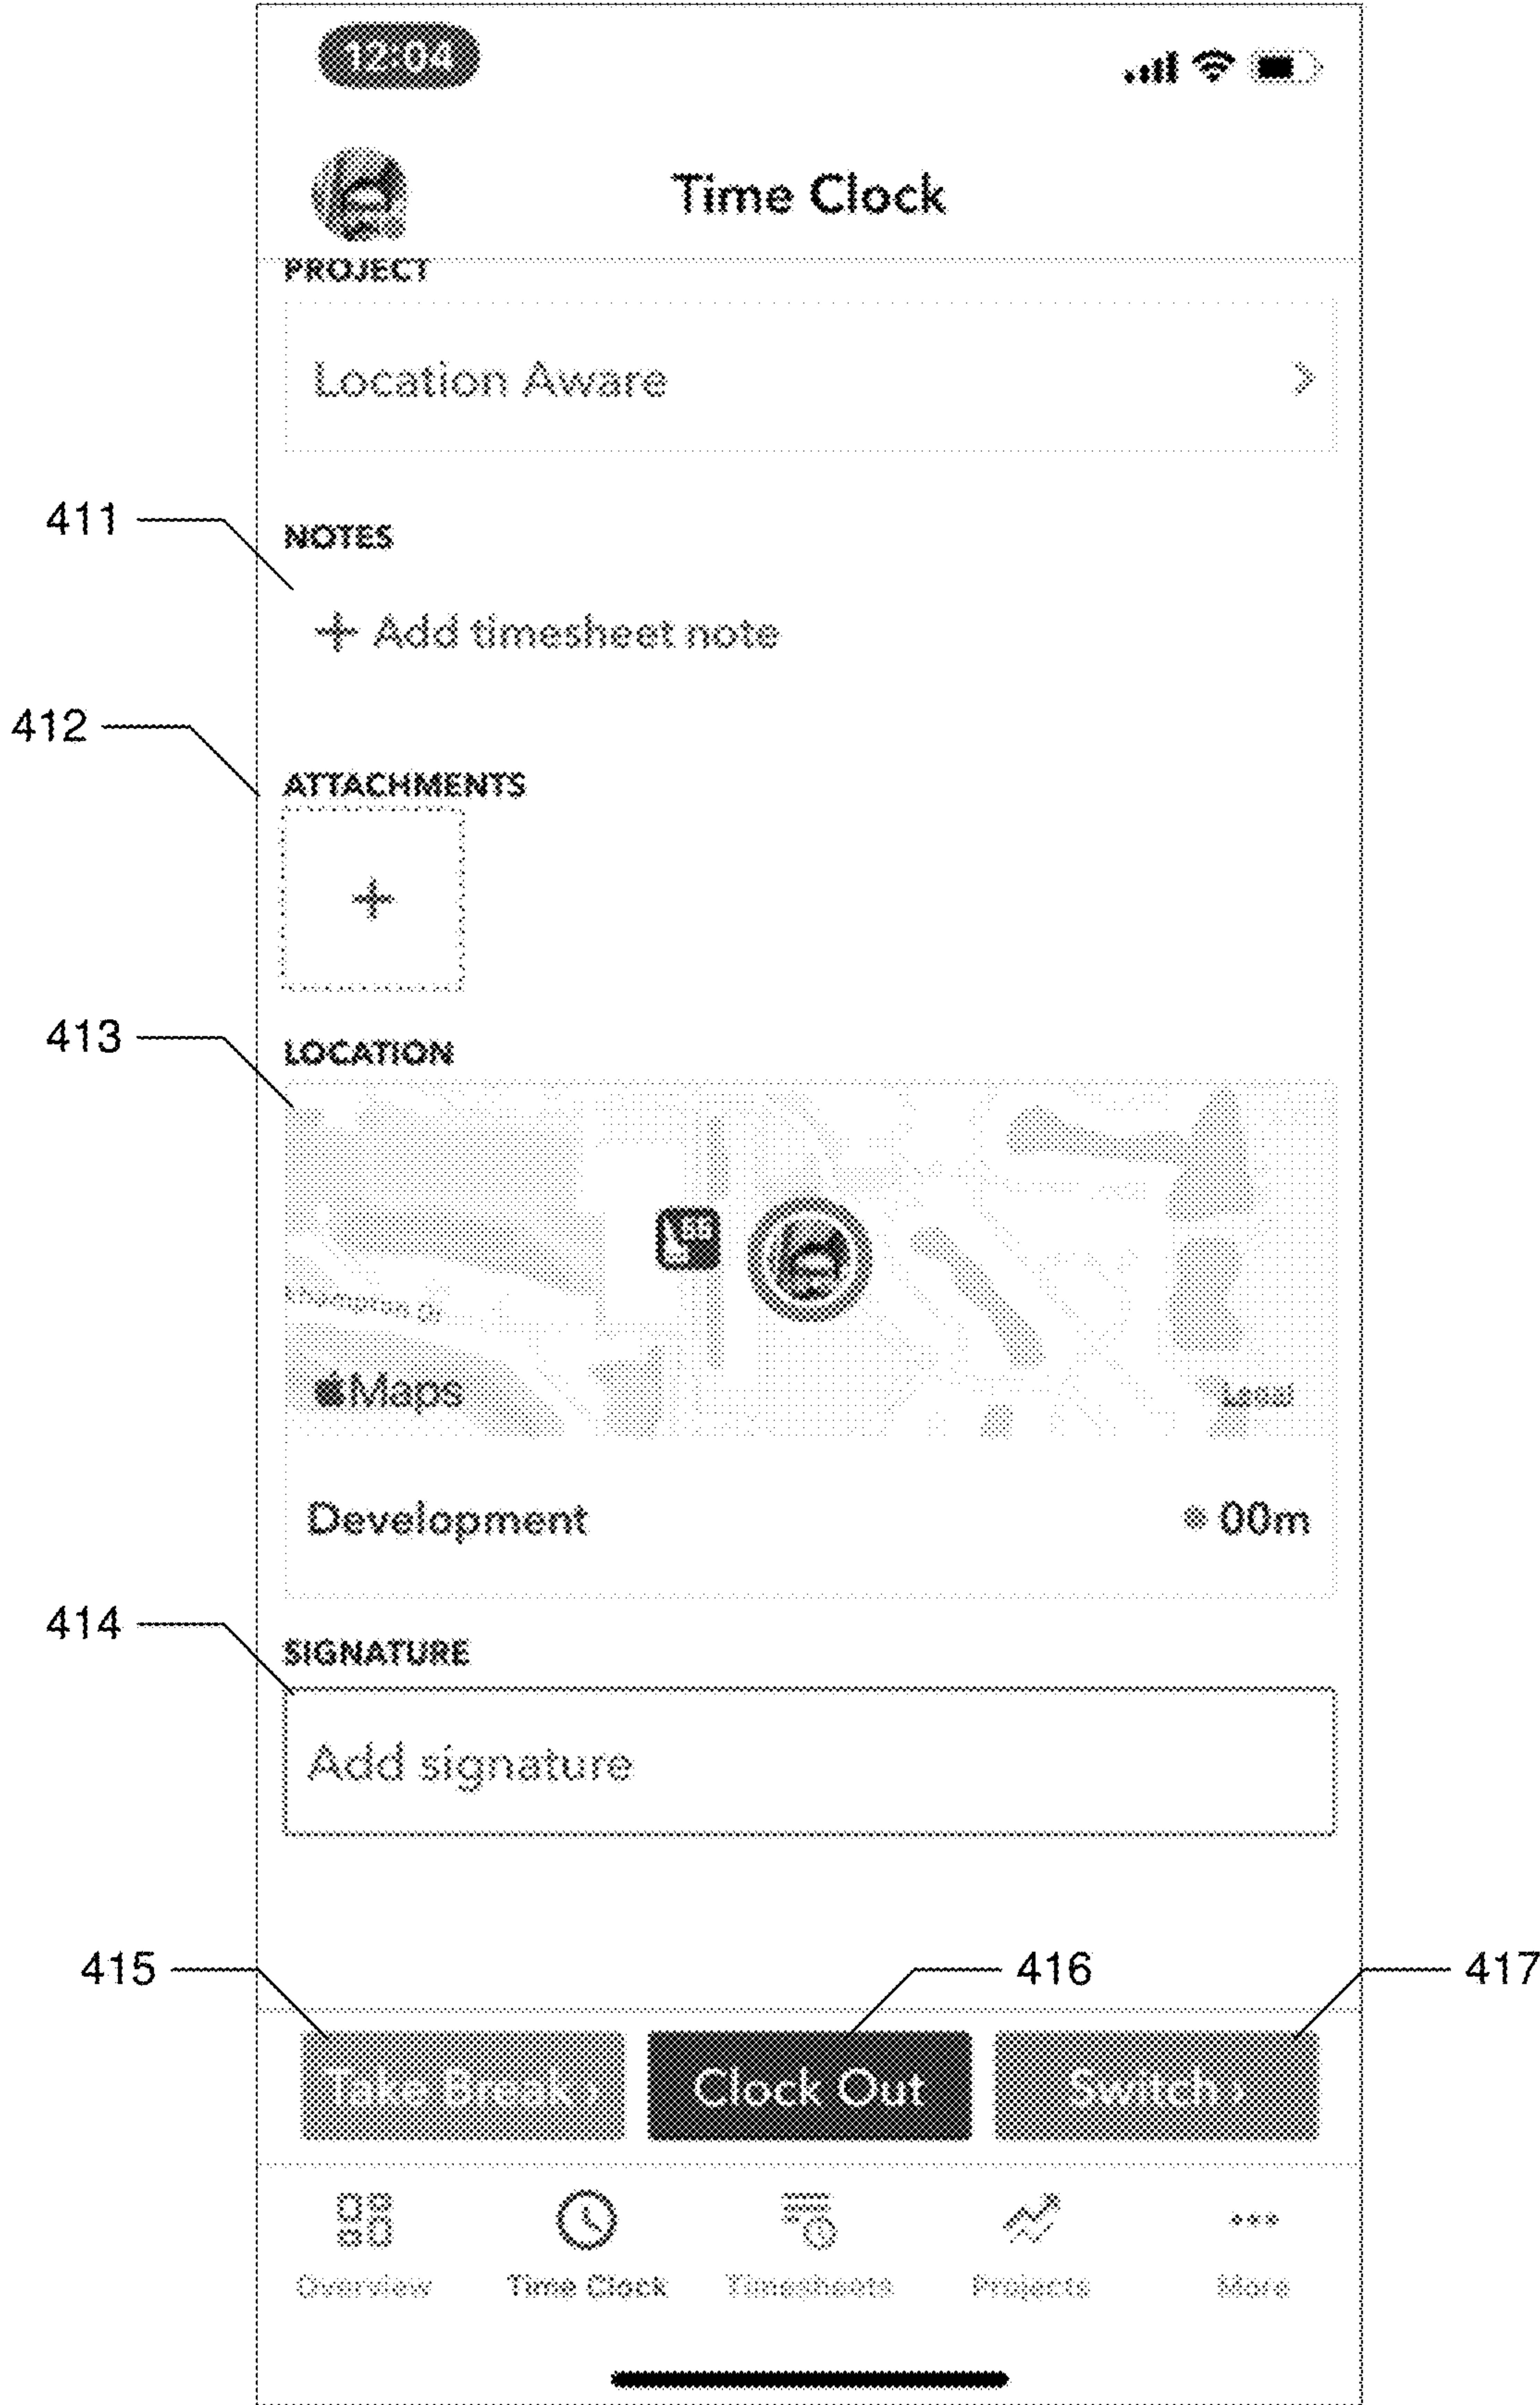 12:04
Time Clock
PROJECT
Location Aware
411
NOTES
+ Add timesheet note
412
ATTACHMENTS
+
413
LOCATION
Maps
Legal
Development
00m
414
SIGNATURE
Add signature
415
416
417
Take Break
Clock Out
Switch
Overview
Time Clock
Timesheets
Projects
More